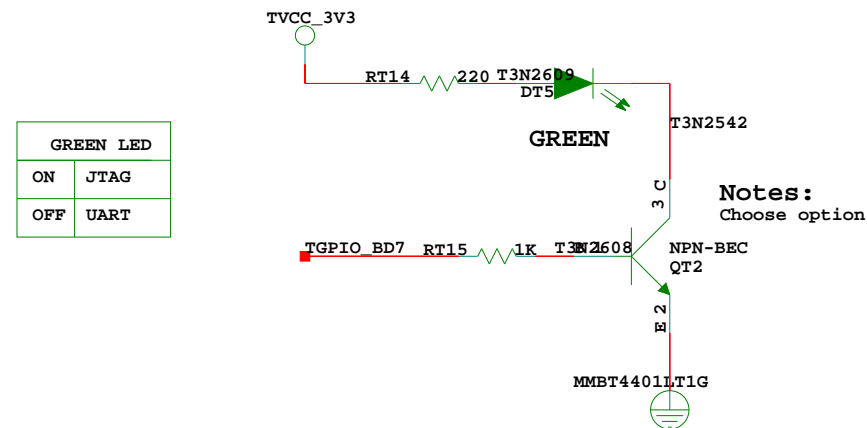 TVCC_3V3
RT14 220 T3N2609
DT5
GREEN
T3N2542
GREEN LED
ON JTAG
OFF UART
3 C
Notes:
Choose option
TGPIO_BD7 RT15 1K
NPN-BEC
QT2
E 2
MMBT4401LT1G